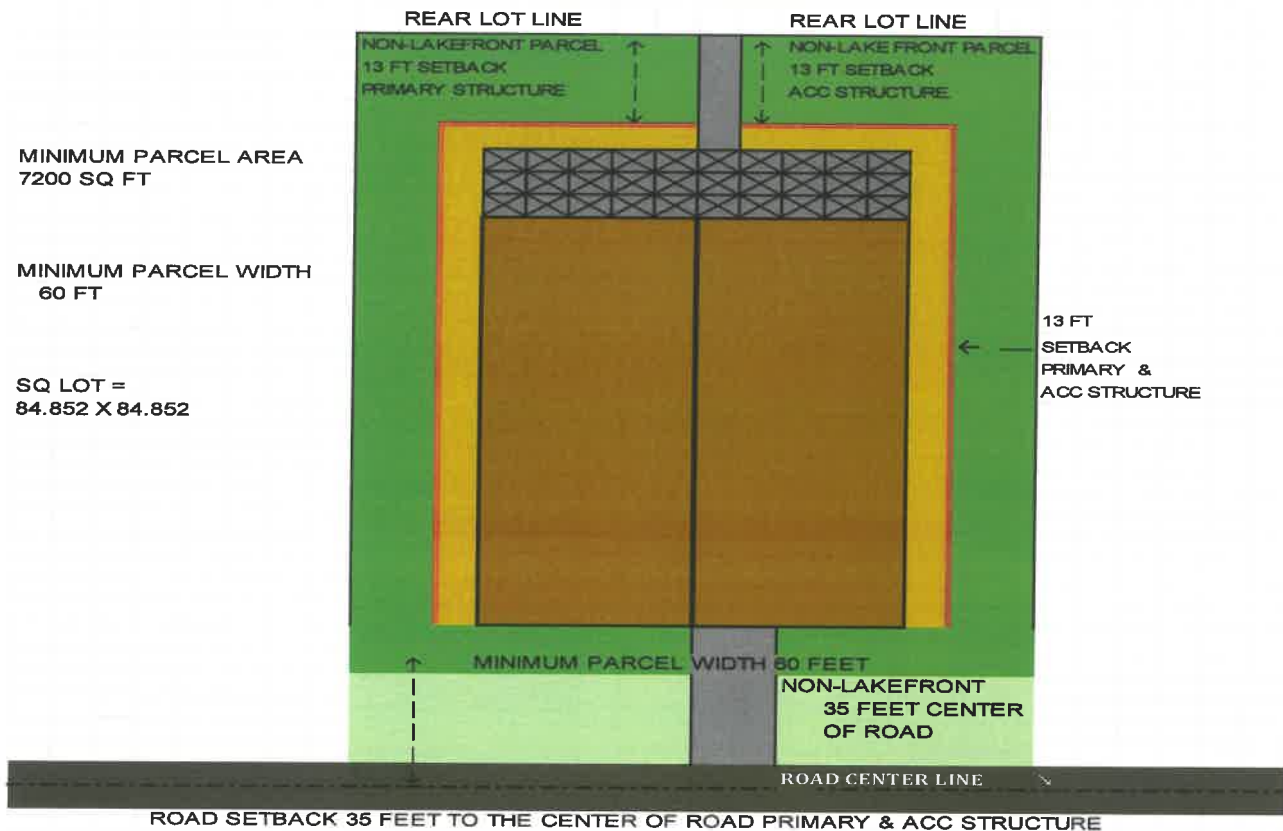 REAR LOT LINE
REAR LOT LINE
NON-LAKEFRONT PARCEL
13 FT SETBACK
PRIMARY STRUCTURE
NON-LAKE FRONT PARCEL
13 FT SETBACK
ACC STRUCTURE
MINIMUM PARCEL AREA
7200 SQ FT
MINIMUM PARCEL WIDTH
60 FT
SQ LOT =
84.852 X 84.852
13 FT
SETBACK
PRIMARY &
ACC STRUCTURE
MINIMUM PARCEL WIDTH 60 FEET
NON-LAKEFRONT
35 FEET CENTER
OF ROAD
ROAD CENTER LINE
ROAD SETBACK 35 FEET TO THE CENTER OF ROAD PRIMARY & ACC STRUCTURE